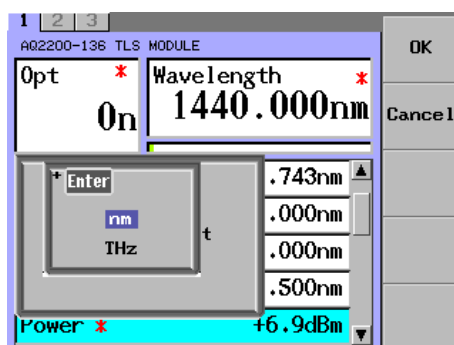 1 2 3
AQ2200-136 TLS MODULE
OK
Opt *
Wavelength *
On
1440.000nm
Cancel
+ Enter
.743nm
nm
.000nm
t
THz
.000nm
.500nm
Power *
+6.9dBm